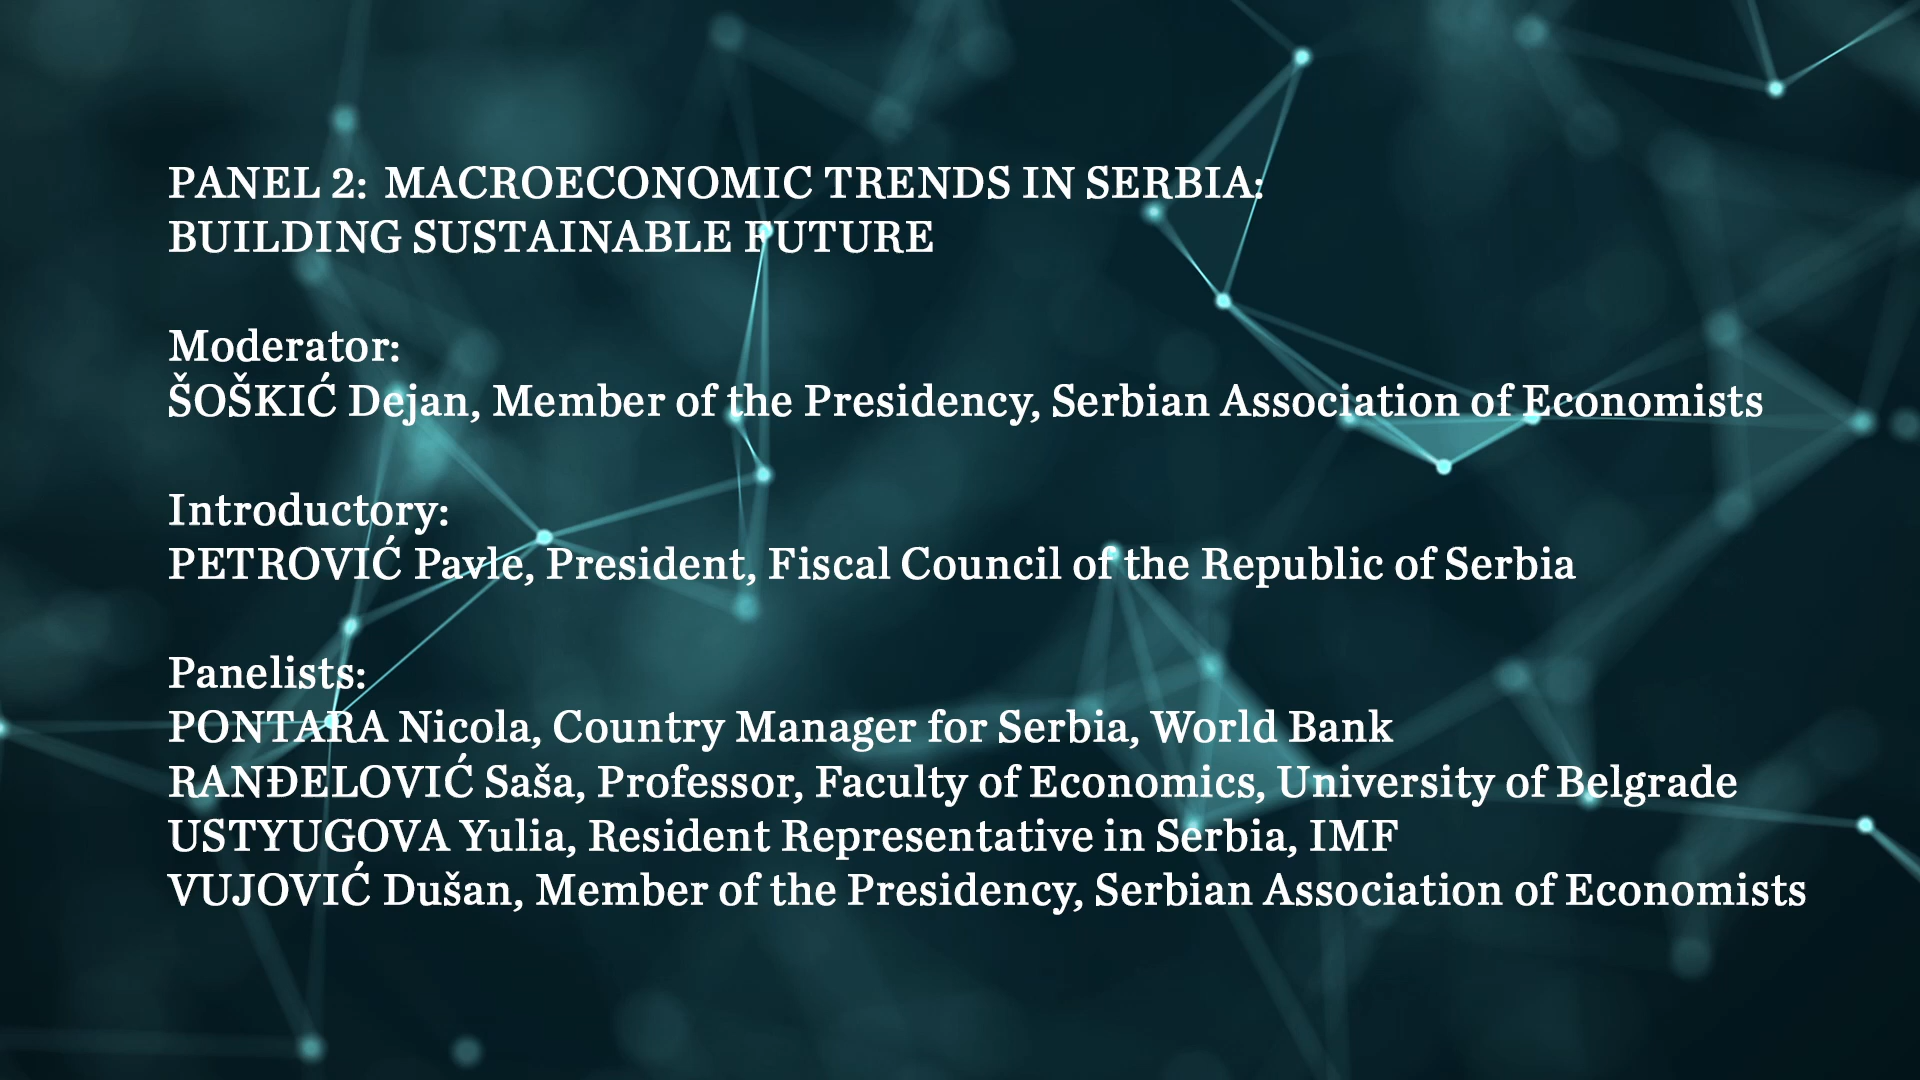 PANEL 2: MACROECONOMIC TRENDS IN SERBIA:
BUILDING SUSTAINABLE FUTURE
Moderator:
ŠOŠKIĆ Dejan, Member of the Presidency, Serbian Association of Economists
Introductory:
PETROVIĆ Pavle, President, Fiscal Council of the Republic of Serbia
Panelists:
PONTARA Nicola, Country Manager for Serbia, World Bank
RANĐELOVIĆ Saša, Professor, Faculty of Economics, University of Belgrade
USTYUGOVA Yulia, Resident Representative in Serbia, IMF
VUJOVIĆ Dušan, Member of the Presidency, Serbian Association of Economists